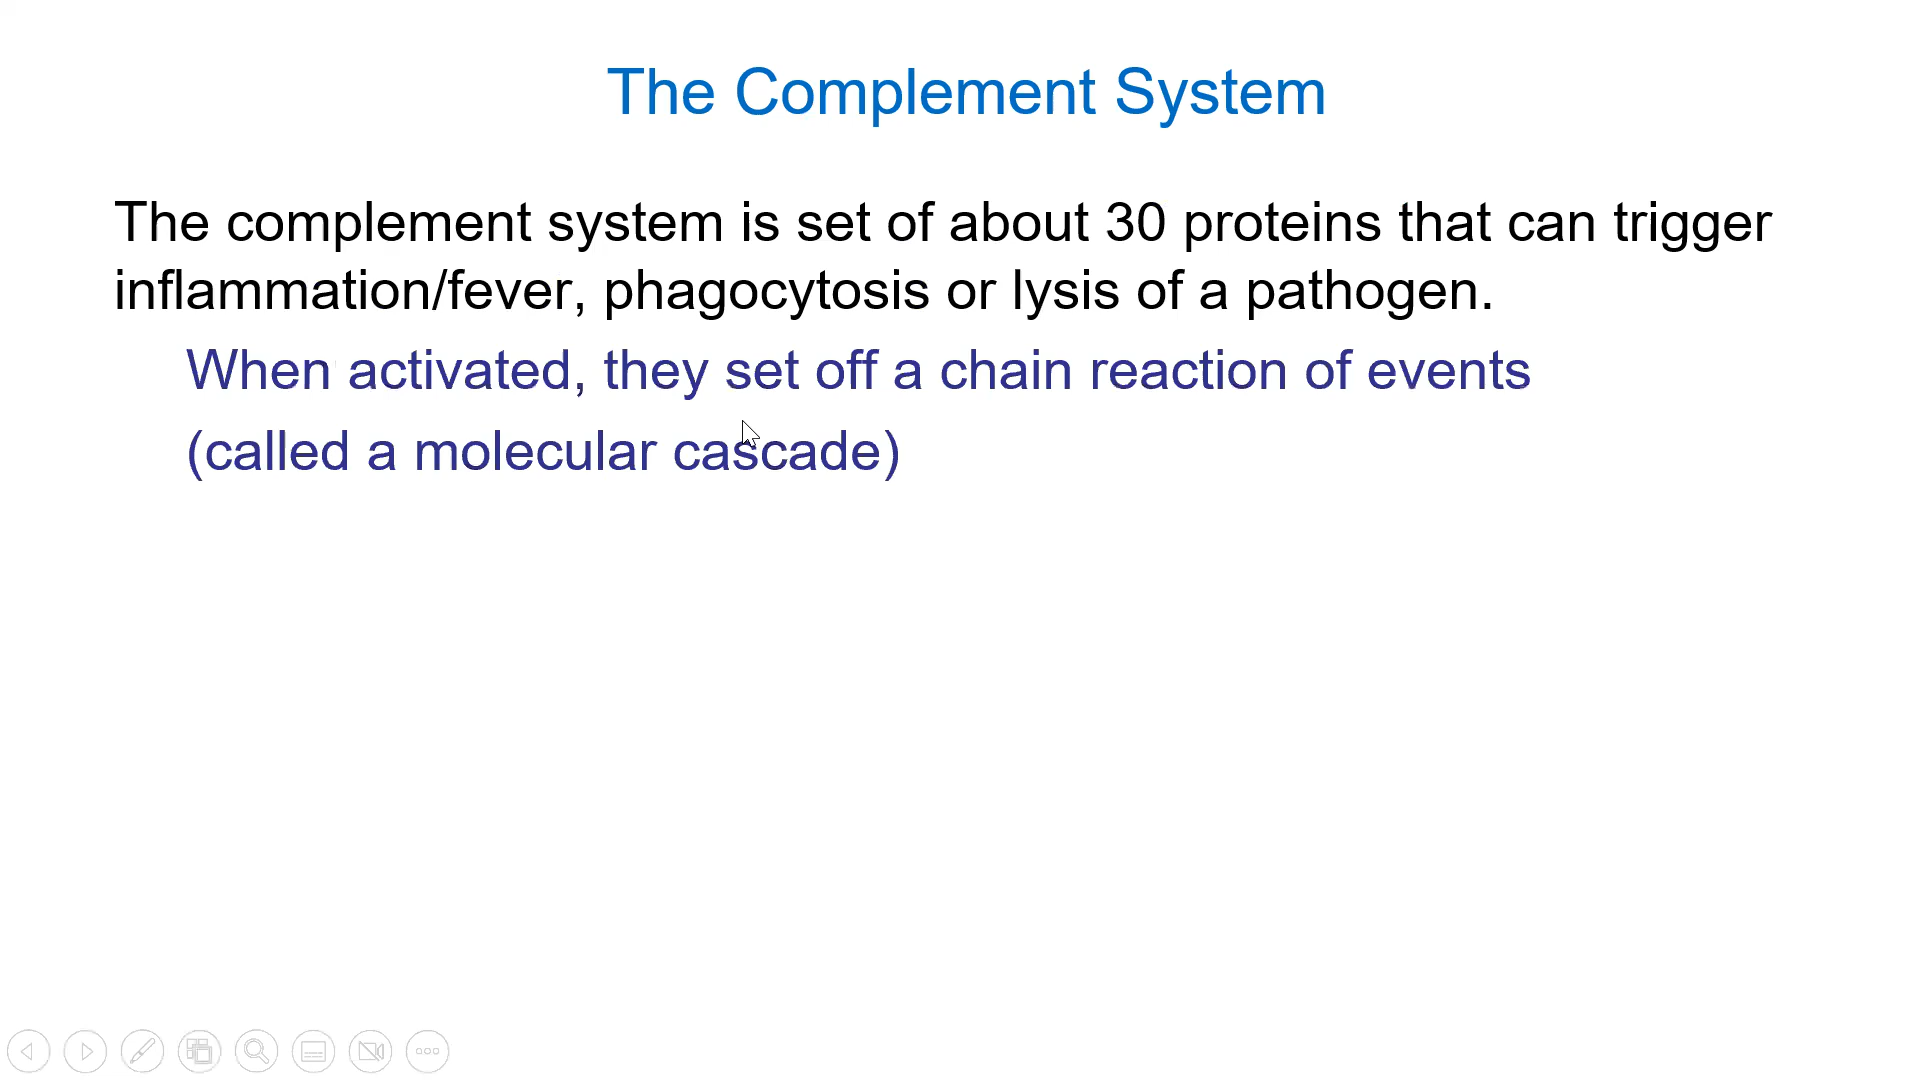 The Complement System
The complement system is set of about 30 proteins that can trigger
inflammation/fever, phagocytosis or lysis of a pathogen.
When activated, they set off a chain reaction of events
(called a molecular cascade)